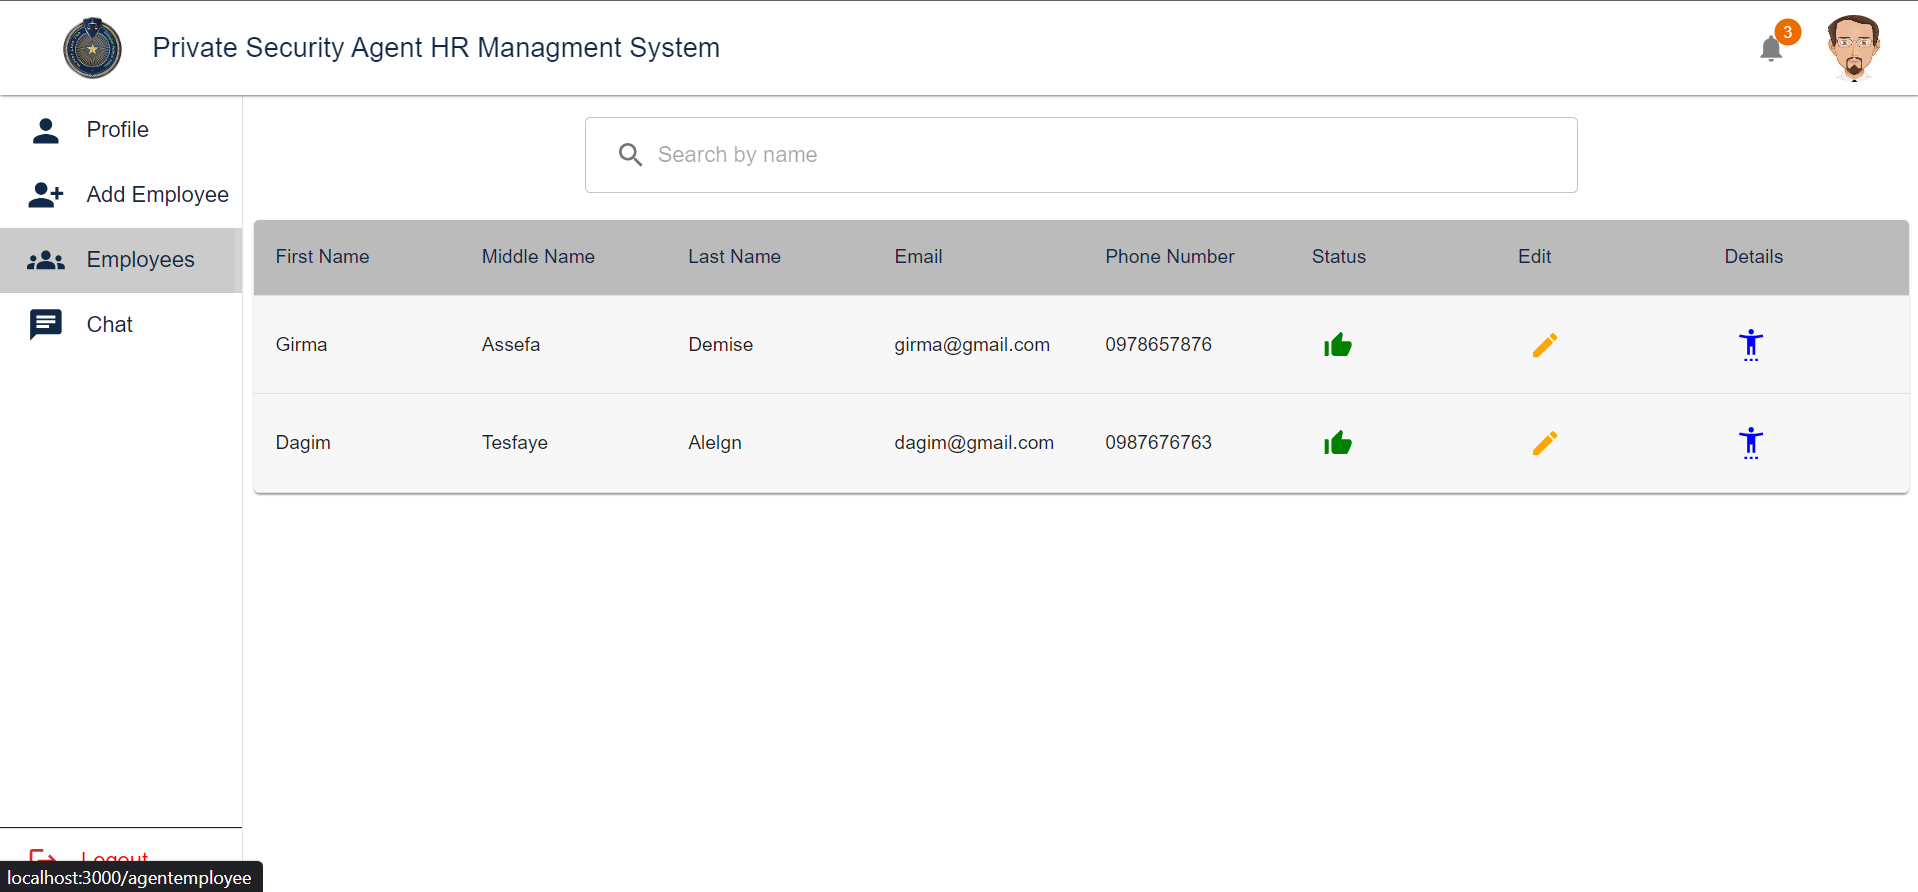 Private Security Agent HR Managment System
3
Profile
Add Employee
Employees
Chat
Logout
Search by name
First Name Middle Name Last Name Email Phone Number Status Edit Details
Girma Assefa Demise girma@gmail.com 0978657876
Dagim Tesfaye Alelgn dagim@gmail.com 0987676763
localhost:3000/agentemployee